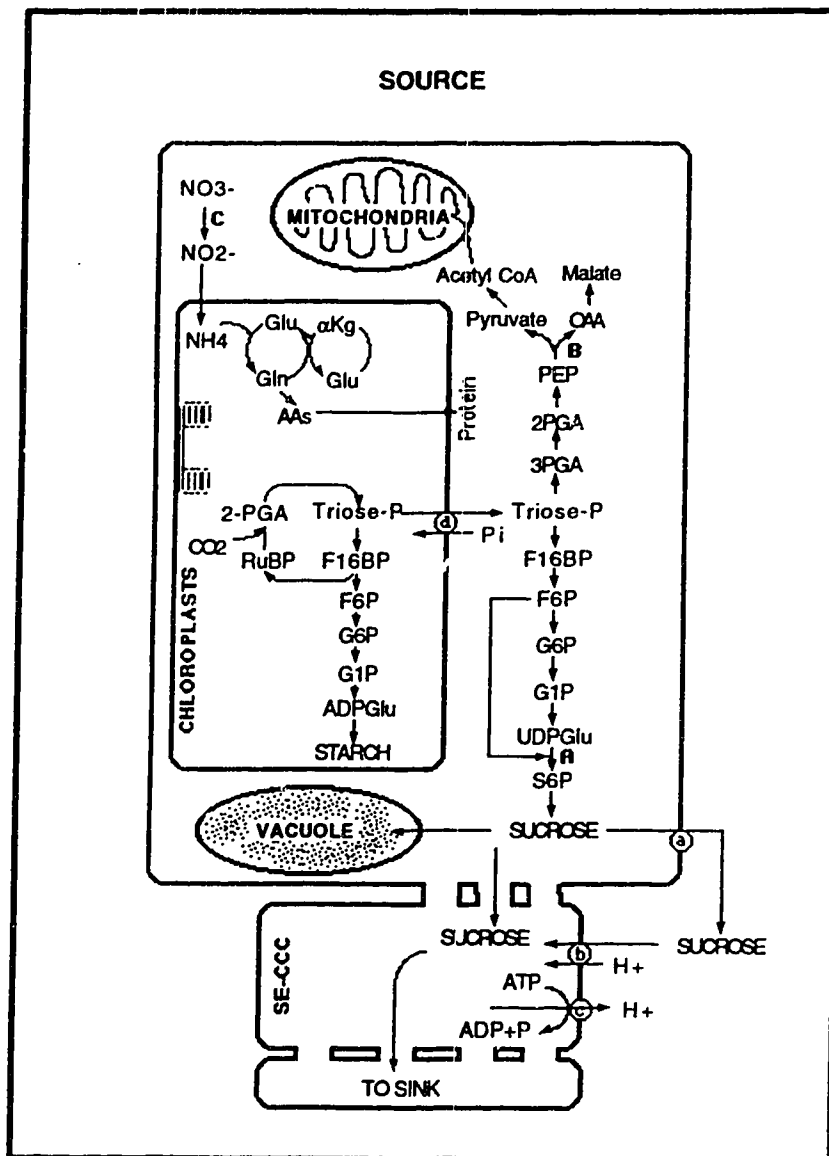 SOURCE
NO3-
C
NO2-
MITOCHONDRIA
Acetyl CoA
Malate
Pyruvate
OAA
B
PEP
2PGA
3PGA
NH4
Glu
αKg
Gln
Glu
AAs
Protein
2-PGA
Triose-P
d
Triose-P
Pi
CO2
RuBP
F16BP
F16BP
F6P
F6P
G6P
G6P
G1P
G1P
ADPGlu
UDPGlu
A
STARCH
S6P
CHLOROPLASTS
VACUOLE
SUCROSE
a
SE-CCC
SUCROSE
SUCROSE
b
H+
ATP
c
H+
ADP+P
TO SINK